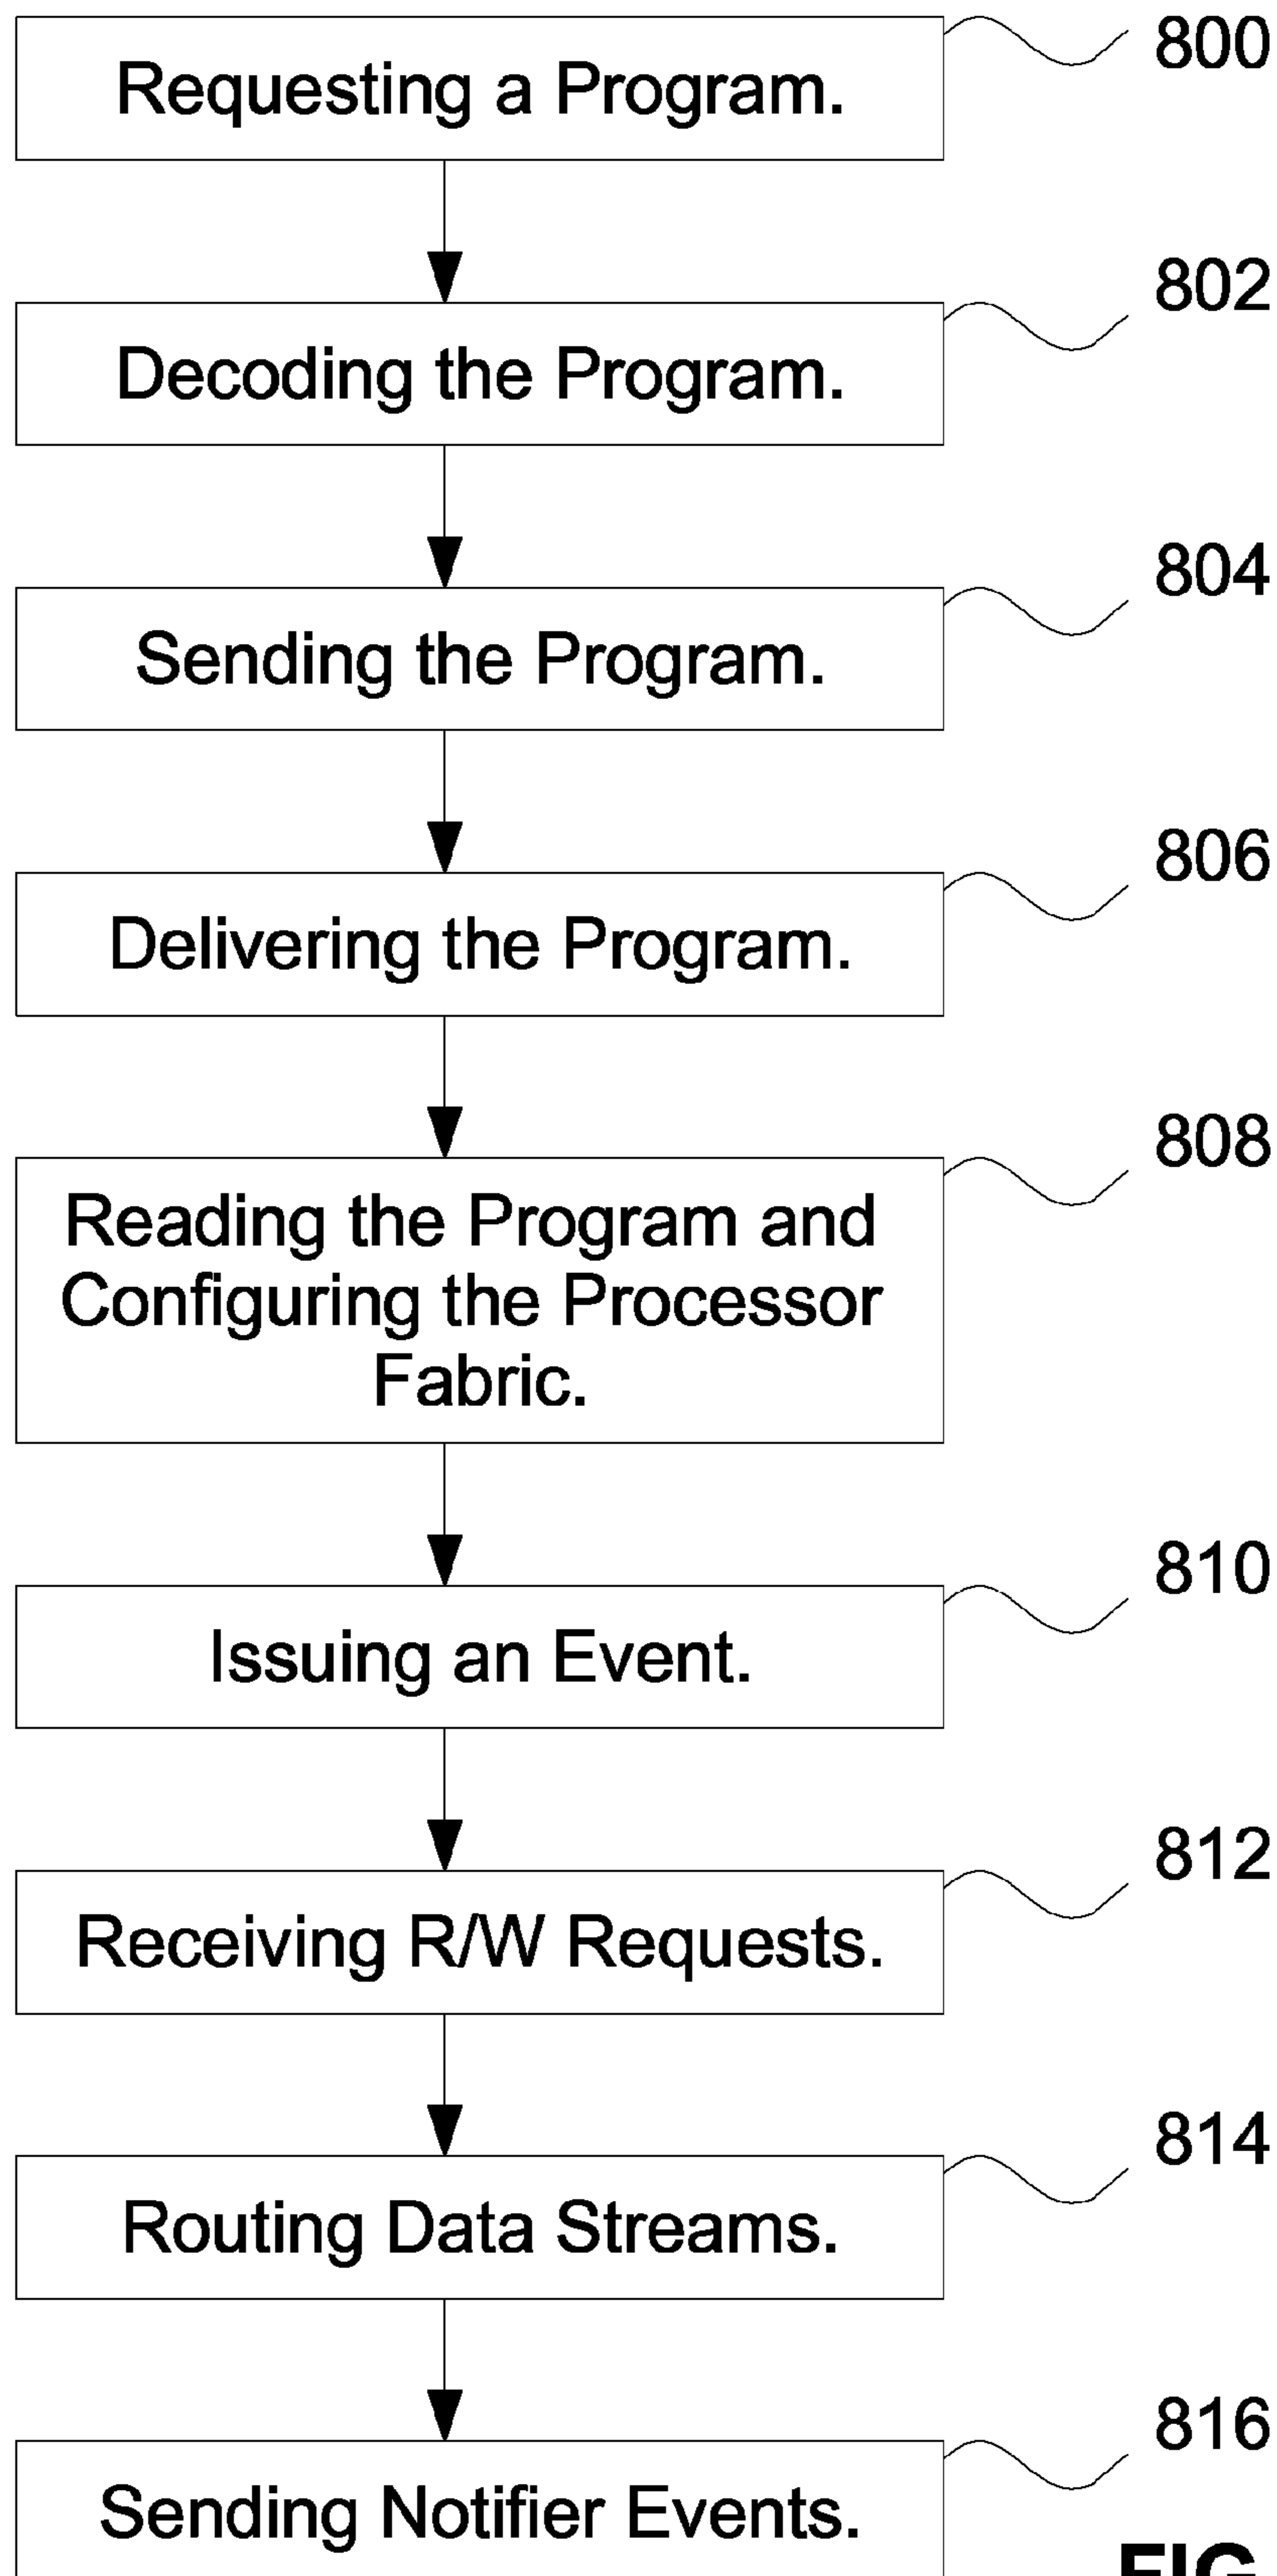 Requesting a Program.
800
Decoding the Program.
802
Sending the Program.
804
Delivering the Program.
806
Reading the Program and
Configuring the Processor
Fabric.
808
Issuing an Event.
810
Receiving R/W Requests.
812
Routing Data Streams.
814
Sending Notifier Events.
816
FIG